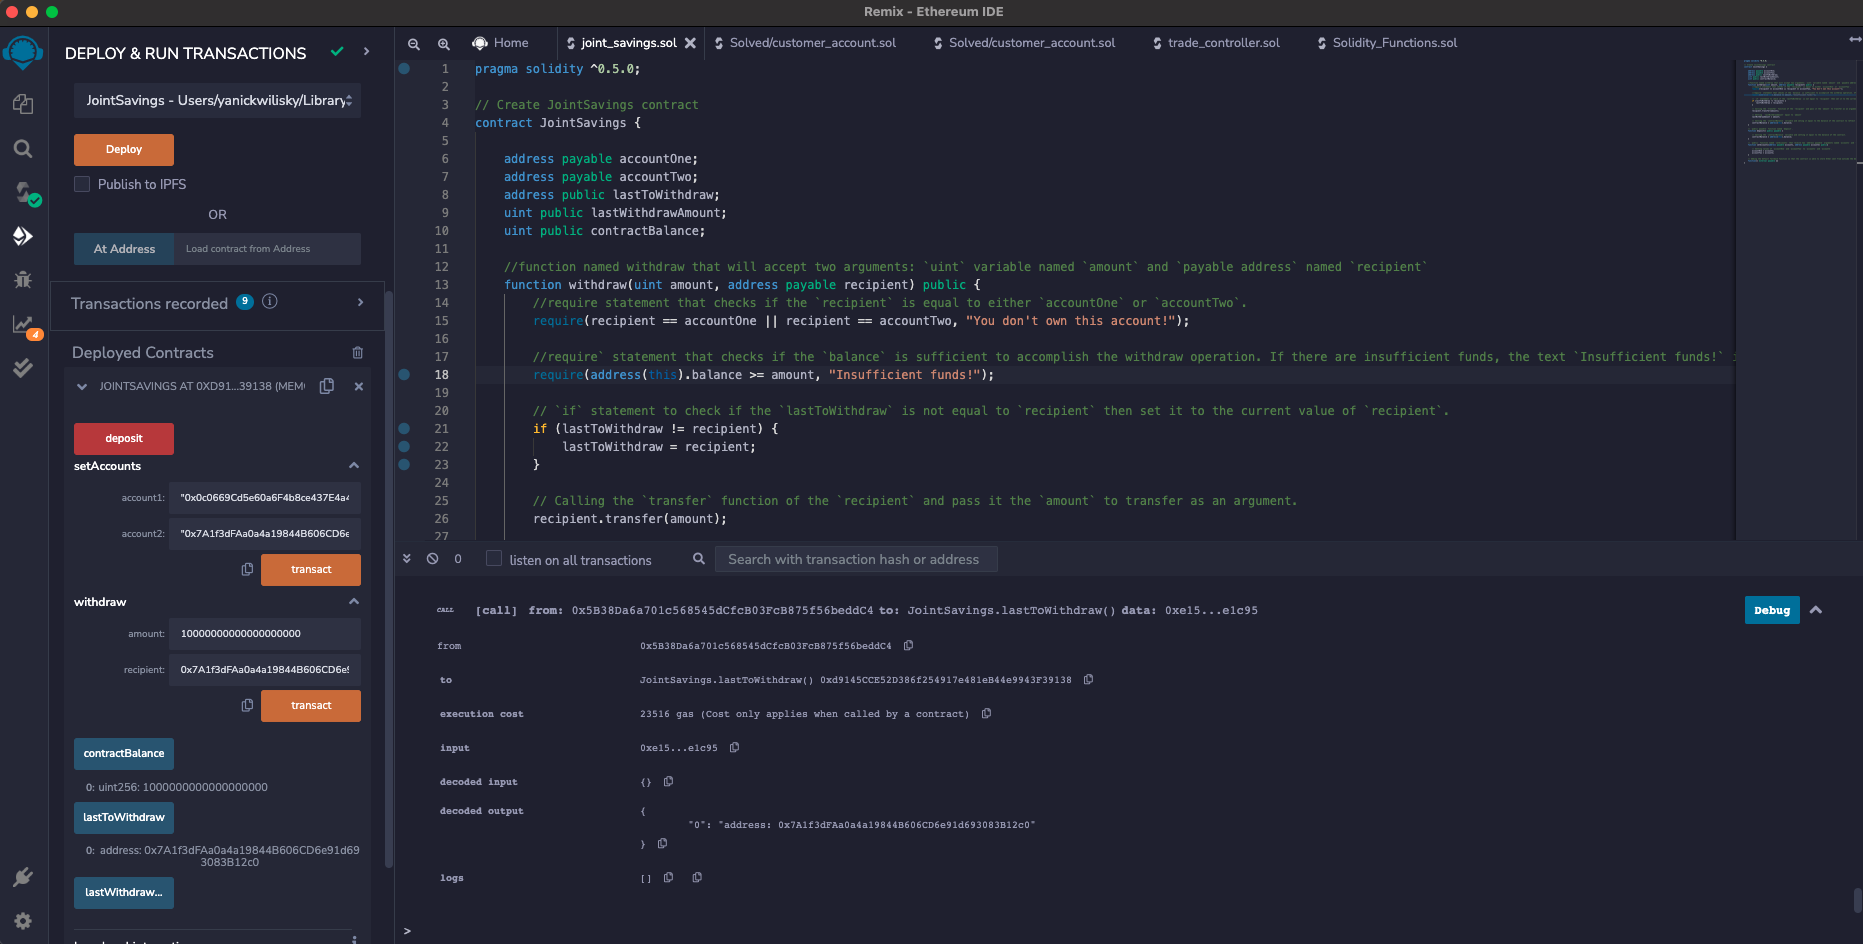 Remix - Ethereum IDE
DEPLOY & RUN TRANSACTIONS
JointSavings - Users/yanickwilisky/Library
Deploy
Publish to IPFS
OR
At Address
Load contract from Address
Transactions recorded 9
4
Deployed Contracts
JOINTSAVINGS AT 0XD91...39138 (MEM
deposit
setAccounts
account1:
"0x0c0669Cd5e60a6F4b8ce437E4a4
account2:
"0x7A1f3dFAa0a4a19844B606CD6e
transact
withdraw
amount:
10000000000000000000
recipient:
0x7A1f3dFAa0a4a19844B606CD6e9
transact
contractBalance
0: uint256: 1000000000000000000
lastToWithdraw
0: address: 0x7A1f3dFAa0a4a19844B606CD6e91d69
3083B12c0
lastWithdraw...
Home
joint_savings.sol
Solved/customer_account.sol
Solved/customer_account.sol
trade_controller.sol
Solidity_Functions.sol
1 pragma solidity ^0.5.0;
2
3 // Create JointSavings contract
4 contract JointSavings {
5
6 address payable accountOne;
7 address payable accountTwo;
8 address public lastToWithdraw;
9 uint public lastWithdrawAmount;
10 uint public contractBalance;
11
12 //function named withdraw that will accept two arguments: `uint` variable named `amount` and `payable address` named `recipient`
13 function withdraw(uint amount, address payable recipient) public {
14 //require statement that checks if the `recipient` is equal to either `accountOne` or `accountTwo`.
15 require(recipient == accountOne || recipient == accountTwo, "You don't own this account!");
16
17 //require` statement that checks if the `balance` is sufficient to accomplish the withdraw operation. If there are insufficient funds, the text `Insufficient funds!`
18 require(address(this).balance >= amount, "Insufficient funds!");
19
20 // `if` statement to check if the `lastToWithdraw` is not equal to `recipient` then set it to the current value of `recipient`.
21 if (lastToWithdraw != recipient) {
22 lastToWithdraw = recipient;
23 }
24
25 // Calling the `transfer` function of the `recipient` and pass it the `amount` to transfer as an argument.
26 recipient.transfer(amount);
27
0
listen on all transactions
Search with transaction hash or address
CALL [call] from: 0x5B38Da6a701c568545dCfcB03FcB875f56beddC4 to: JointSavings.lastToWithdraw() data: 0xe15...e1c95
Debug
from 0x5B38Da6a701c568545dCfcB03FcB875f56beddC4
to JointSavings.lastToWithdraw() 0xd9145CCE52D386f254917e481eB44e9943F39138
execution cost 23516 gas (Cost only applies when called by a contract)
input 0xe15...e1c95
decoded input {}
decoded output {
"0": "address: 0x7A1f3dFAa0a4a19844B606CD6e91d693083B12c0"
}
logs []
>